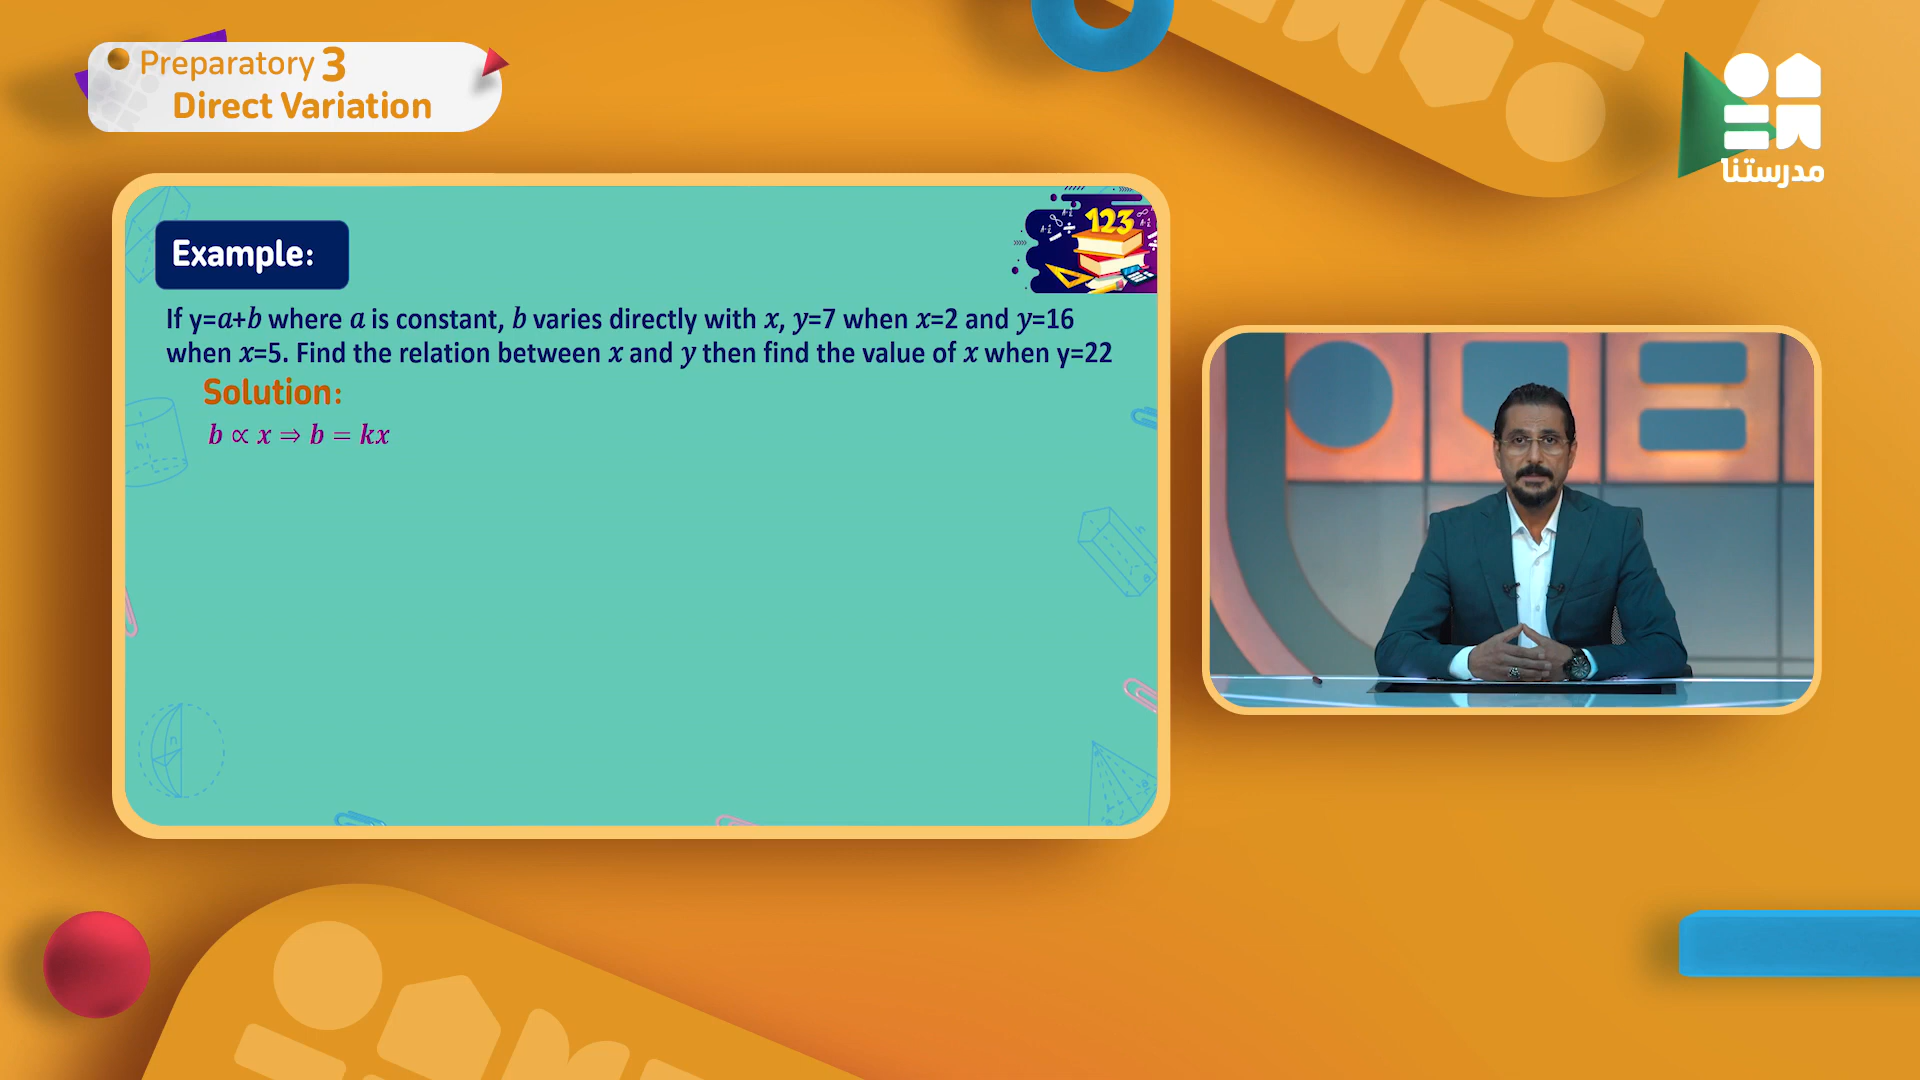 Preparatory 3
Direct Variation
مدرستنا
123
Example:
If y=a+b where a is constant, b varies directly with x, y=7 when x=2 and y=16
when x=5. Find the relation between x and y then find the value of x when y=22
Solution:
b ∝ x ⇒ b = kx